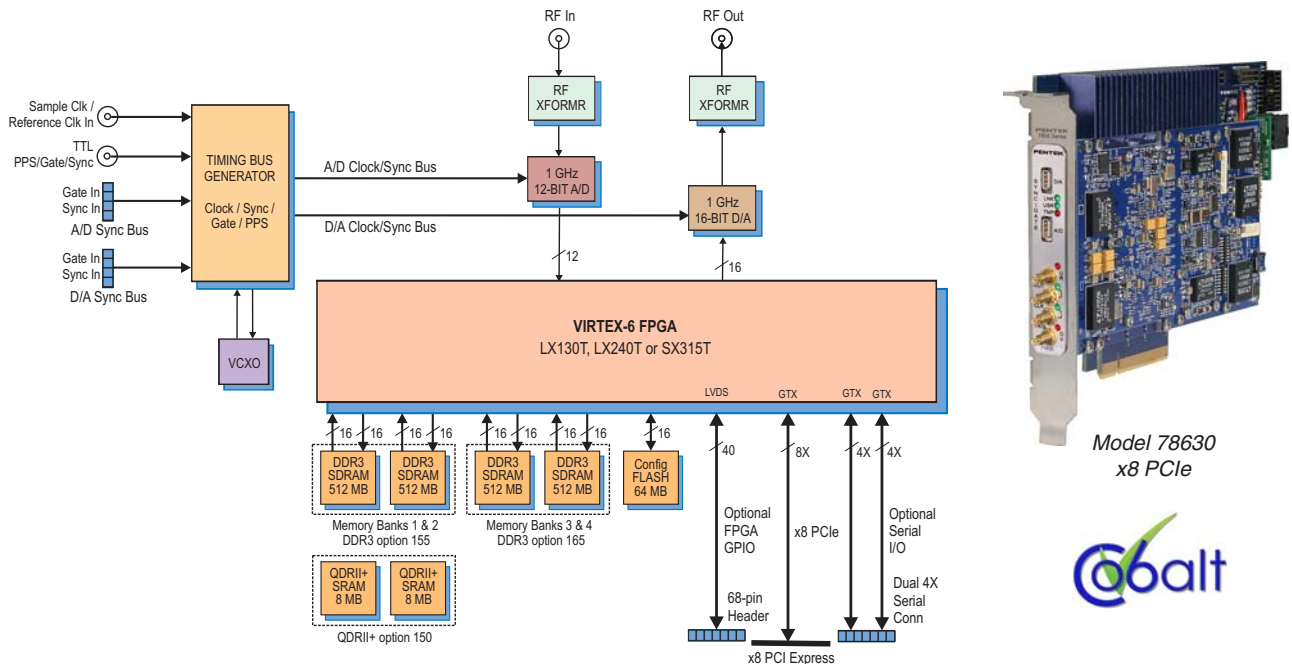 RF In
RF Out
Sample Clk /
Reference Clk In
TTL
PPS/Gate/Sync
Gate In
Sync In
A/D Sync Bus
Gate In
Sync In
D/A Sync Bus
TIMING BUS
GENERATOR
Clock / Sync /
Gate / PPS
VCXO
A/D Clock/Sync Bus
D/A Clock/Sync Bus
RF
XFORMR
RF
XFORMR
1 GHz
12-BIT A/D
1 GHz
16-BIT D/A
12
16
VIRTEX-6 FPGA
LX130T, LX240T or SX315T
LVDS
GTX
GTX
GTX
16
16
16
16
16
16
16
16
16
40
8X
4X
4X
DDR3
SDRAM
512 MB
DDR3
SDRAM
512 MB
DDR3
SDRAM
512 MB
DDR3
SDRAM
512 MB
Config
FLASH
64 MB
Memory Banks 1 & 2
DDR3 option 155
Memory Banks 3 & 4
DDR3 option 165
QDRII+
SRAM
8 MB
QDRII+
SRAM
8 MB
QDRII+ option 150
Optional
FPGA
GPIO
68-pin
Header
x8 PCIe
x8 PCI Express
Optional
Serial
I/O
Dual 4X
Serial
Conn
PENTEK
PENTEK
SYNC/GATE
D/A
LNK
USR
TMP
A/D
Model 78630
x8 PCIe
Cobalt